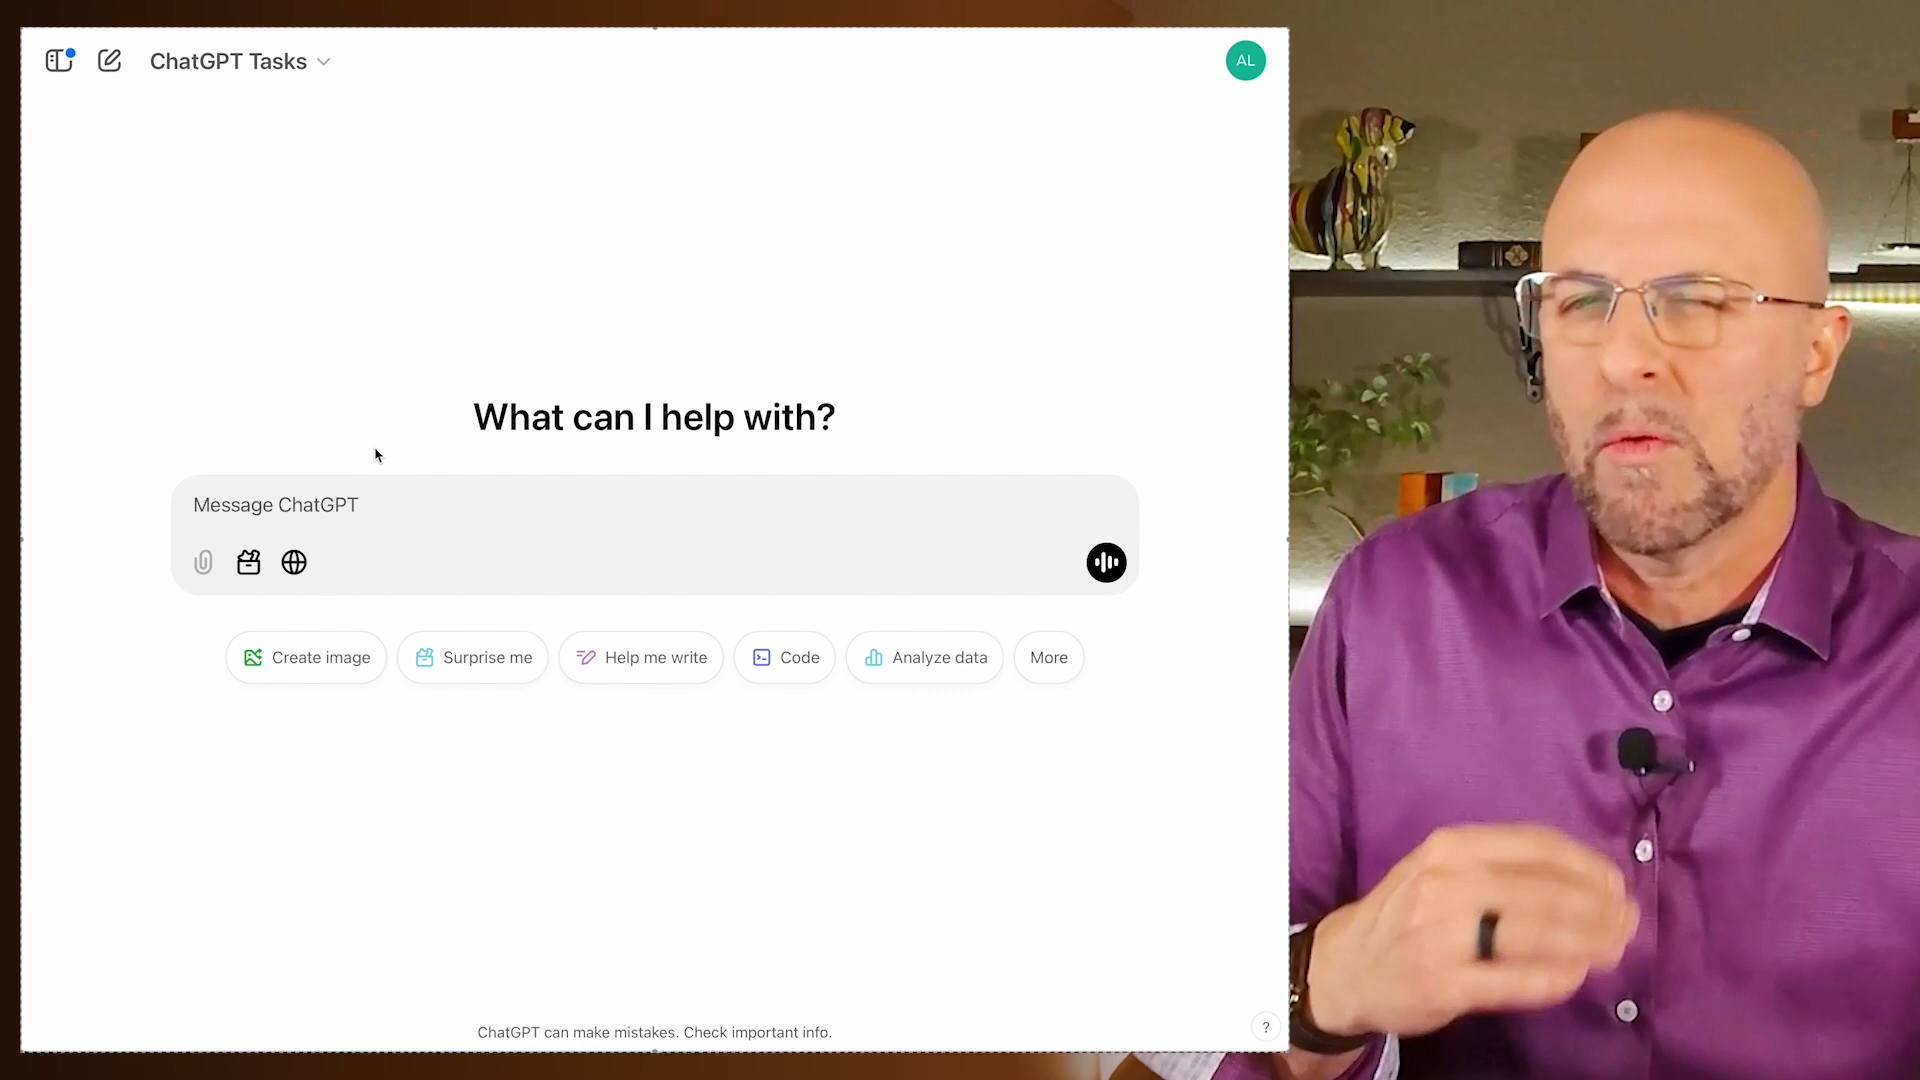 ChatGPT Tasks
AL
What can I help with?
Message ChatGPT
Create image
Surprise me
Help me write
Code
Analyze data
More
ChatGPT can make mistakes. Check important info.
?